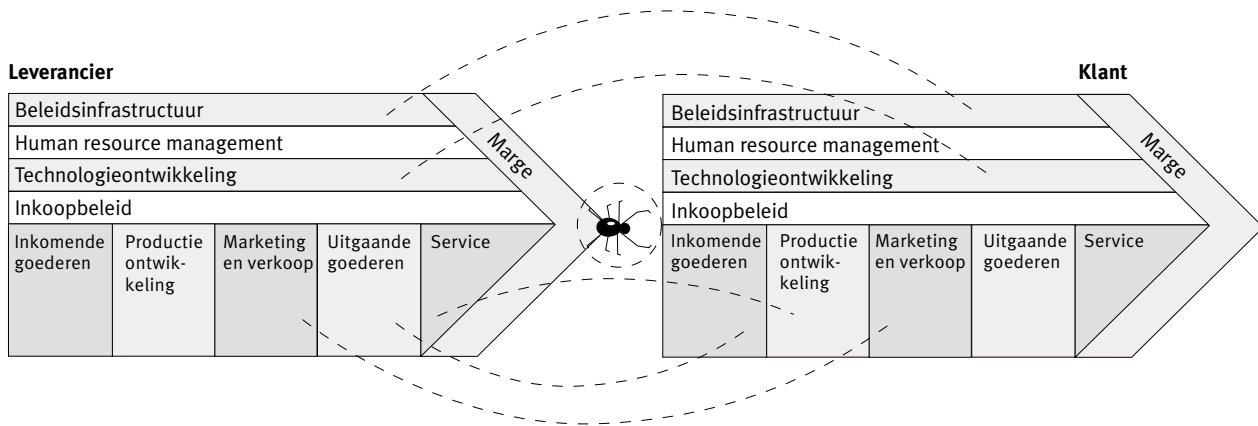 Leverancier
Beleidsinfrastructuur
Human resource management
Technologieontwikkeling
Inkoopbeleid
Marge
Inkomende
goederen
Productie
ontwik-
keling
Marketing
en verkoop
Uitgaande
goederen
Service
Klant
Beleidsinfrastructuur
Human resource management
Technologieontwikkeling
Inkoopbeleid
Marge
Inkomende
goederen
Productie
ontwik-
keling
Marketing
en verkoop
Uitgaande
goederen
Service